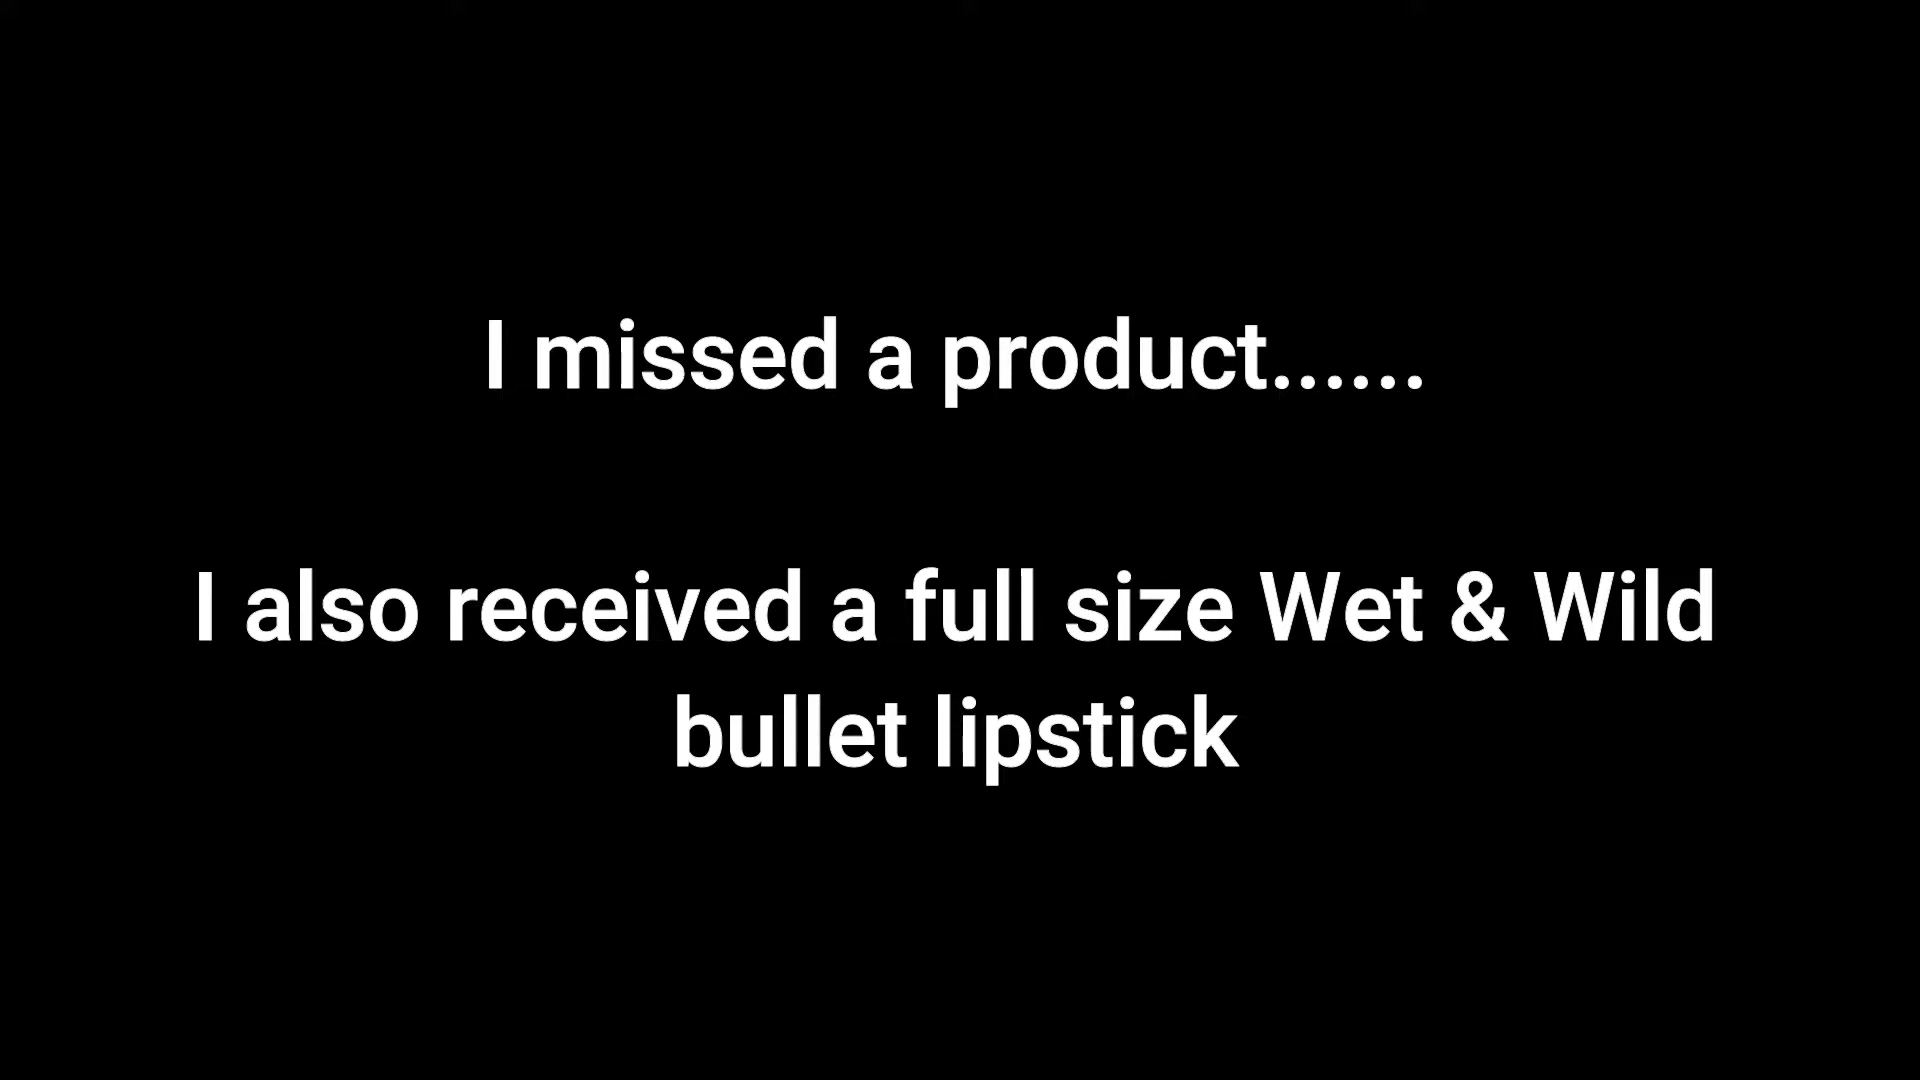 I missed a product......
I also received a full size Wet & Wild
bullet lipstick